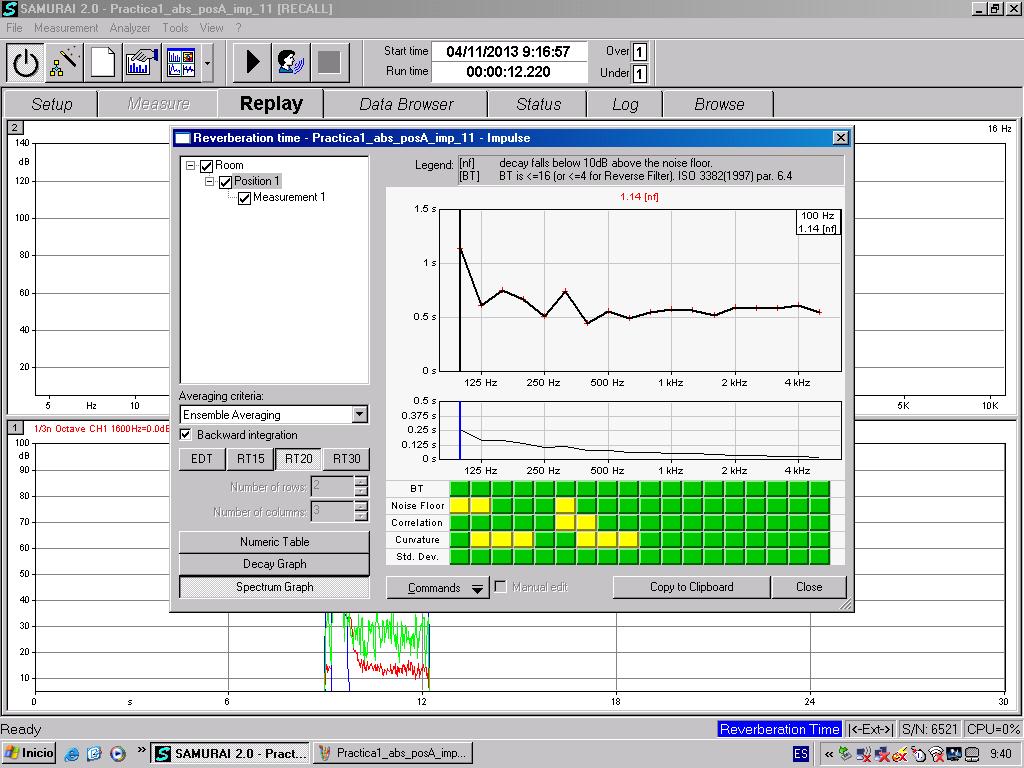 SAMURAI 2.0 - Practica1_abs_posA_imp_11 [RECALL]
File Measurement Analyzer Tools View ?
Start time 04/11/2013 9:16:57 Over 1
Run time 00:00:12.220 Under 1
Setup Measure Replay Data Browser Status Log Browse
2
16 Hz
140
dB
120
100
80
60
40
20
5 Hz 10 5K 10K
Reverberation time - Practica1_abs_posA_imp_11 - Impulse
Room
Position 1
Measurement 1
Legend: [nf] decay falls below 10dB above the noise floor.
[BT] BT is <=16 (or <=4 for Reverse Filter). ISO 3382(1997) par. 6.4
1.14 [nf]
100 Hz
1.14 [nf]
1.5 s
1 s
0.5 s
0 s
125 Hz 250 Hz 500 Hz 1 kHz 2 kHz 4 kHz
0.5 s
0.375 s
0.25 s
0.125 s
0 s
125 Hz 250 Hz 500 Hz 1 kHz 2 kHz 4 kHz
Averaging criteria:
Ensemble Averaging
Backward integration
EDT RT15 RT20 RT30
Number of rows: 2
Number of columns: 3
Numeric Table
Decay Graph
Spectrum Graph
BT
Noise Floor
Correlation
Curvature
Std. Dev.
Commands Manual edit Copy to Clipboard Close
1 1/3n Octave CH1 1600Hz=0.0dB
100
dB
90
80
70
60
50
40
30
20
10
0 s 6 12 18 24 30
Ready Reverberation Time |<-Ext->| S/N: 6521 CPU=0%
Inicio » SAMURAI 2.0 - Pract... Practica1_abs_posA_imp... ES « 9:40